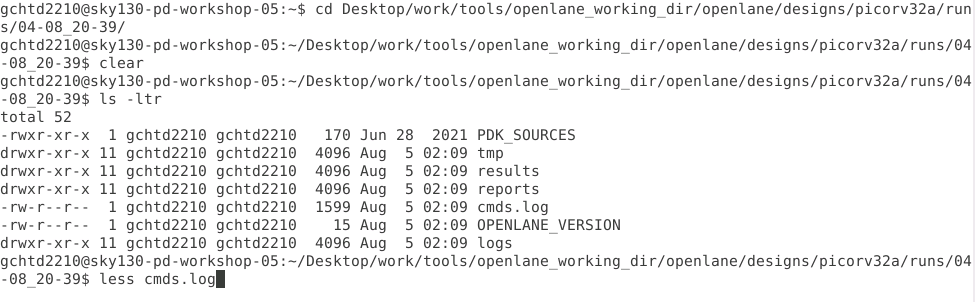 gchtd2210@sky130-pd-workshop-05:~$ cd Desktop/work/tools/openlane_working_dir/openlane/designs/picorv32a/run
s/04-08_20-39/
gchtd2210@sky130-pd-workshop-05:~/Desktop/work/tools/openlane_working_dir/openlane/designs/picorv32a/runs/04
-08_20-39$ clear
gchtd2210@sky130-pd-workshop-05:~/Desktop/work/tools/openlane_working_dir/openlane/designs/picorv32a/runs/04
-08_20-39$ ls -ltr
total 52
-rwxr-xr-x  1 gchtd2210 gchtd2210   170 Jun 28  2021 PDK_SOURCES
drwxr-xr-x 11 gchtd2210 gchtd2210  4096 Aug  5 02:09 tmp
drwxr-xr-x 11 gchtd2210 gchtd2210  4096 Aug  5 02:09 results
drwxr-xr-x 11 gchtd2210 gchtd2210  4096 Aug  5 02:09 reports
-rw-r--r--  1 gchtd2210 gchtd2210  1599 Aug  5 02:09 cmds.log
-rw-r--r--  1 gchtd2210 gchtd2210    15 Aug  5 02:09 OPENLANE_VERSION
drwxr-xr-x 11 gchtd2210 gchtd2210  4096 Aug  5 02:09 logs
gchtd2210@sky130-pd-workshop-05:~/Desktop/work/tools/openlane_working_dir/openlane/designs/picorv32a/runs/04
-08_20-39$ less cmds.log